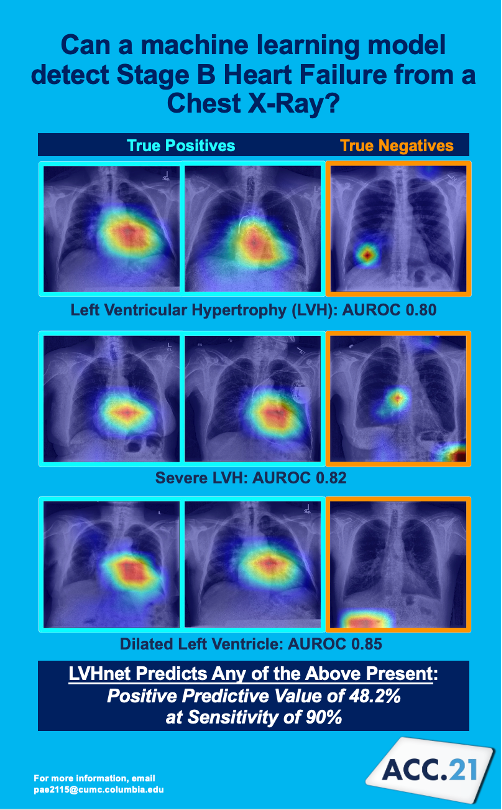 Can a machine learning model
detect Stage B Heart Failure from a
Chest X-Ray?
True Positives
True Negatives
Left Ventricular Hypertrophy (LVH): AUROC 0.80
Severe LVH: AUROC 0.82
Dilated Left Ventricle: AUROC 0.85
LVHnet Predicts Any of the Above Present:
Positive Predictive Value of 48.2%
at Sensitivity of 90%
For more information, email
pae2115@cumc.columbia.edu
ACC.21